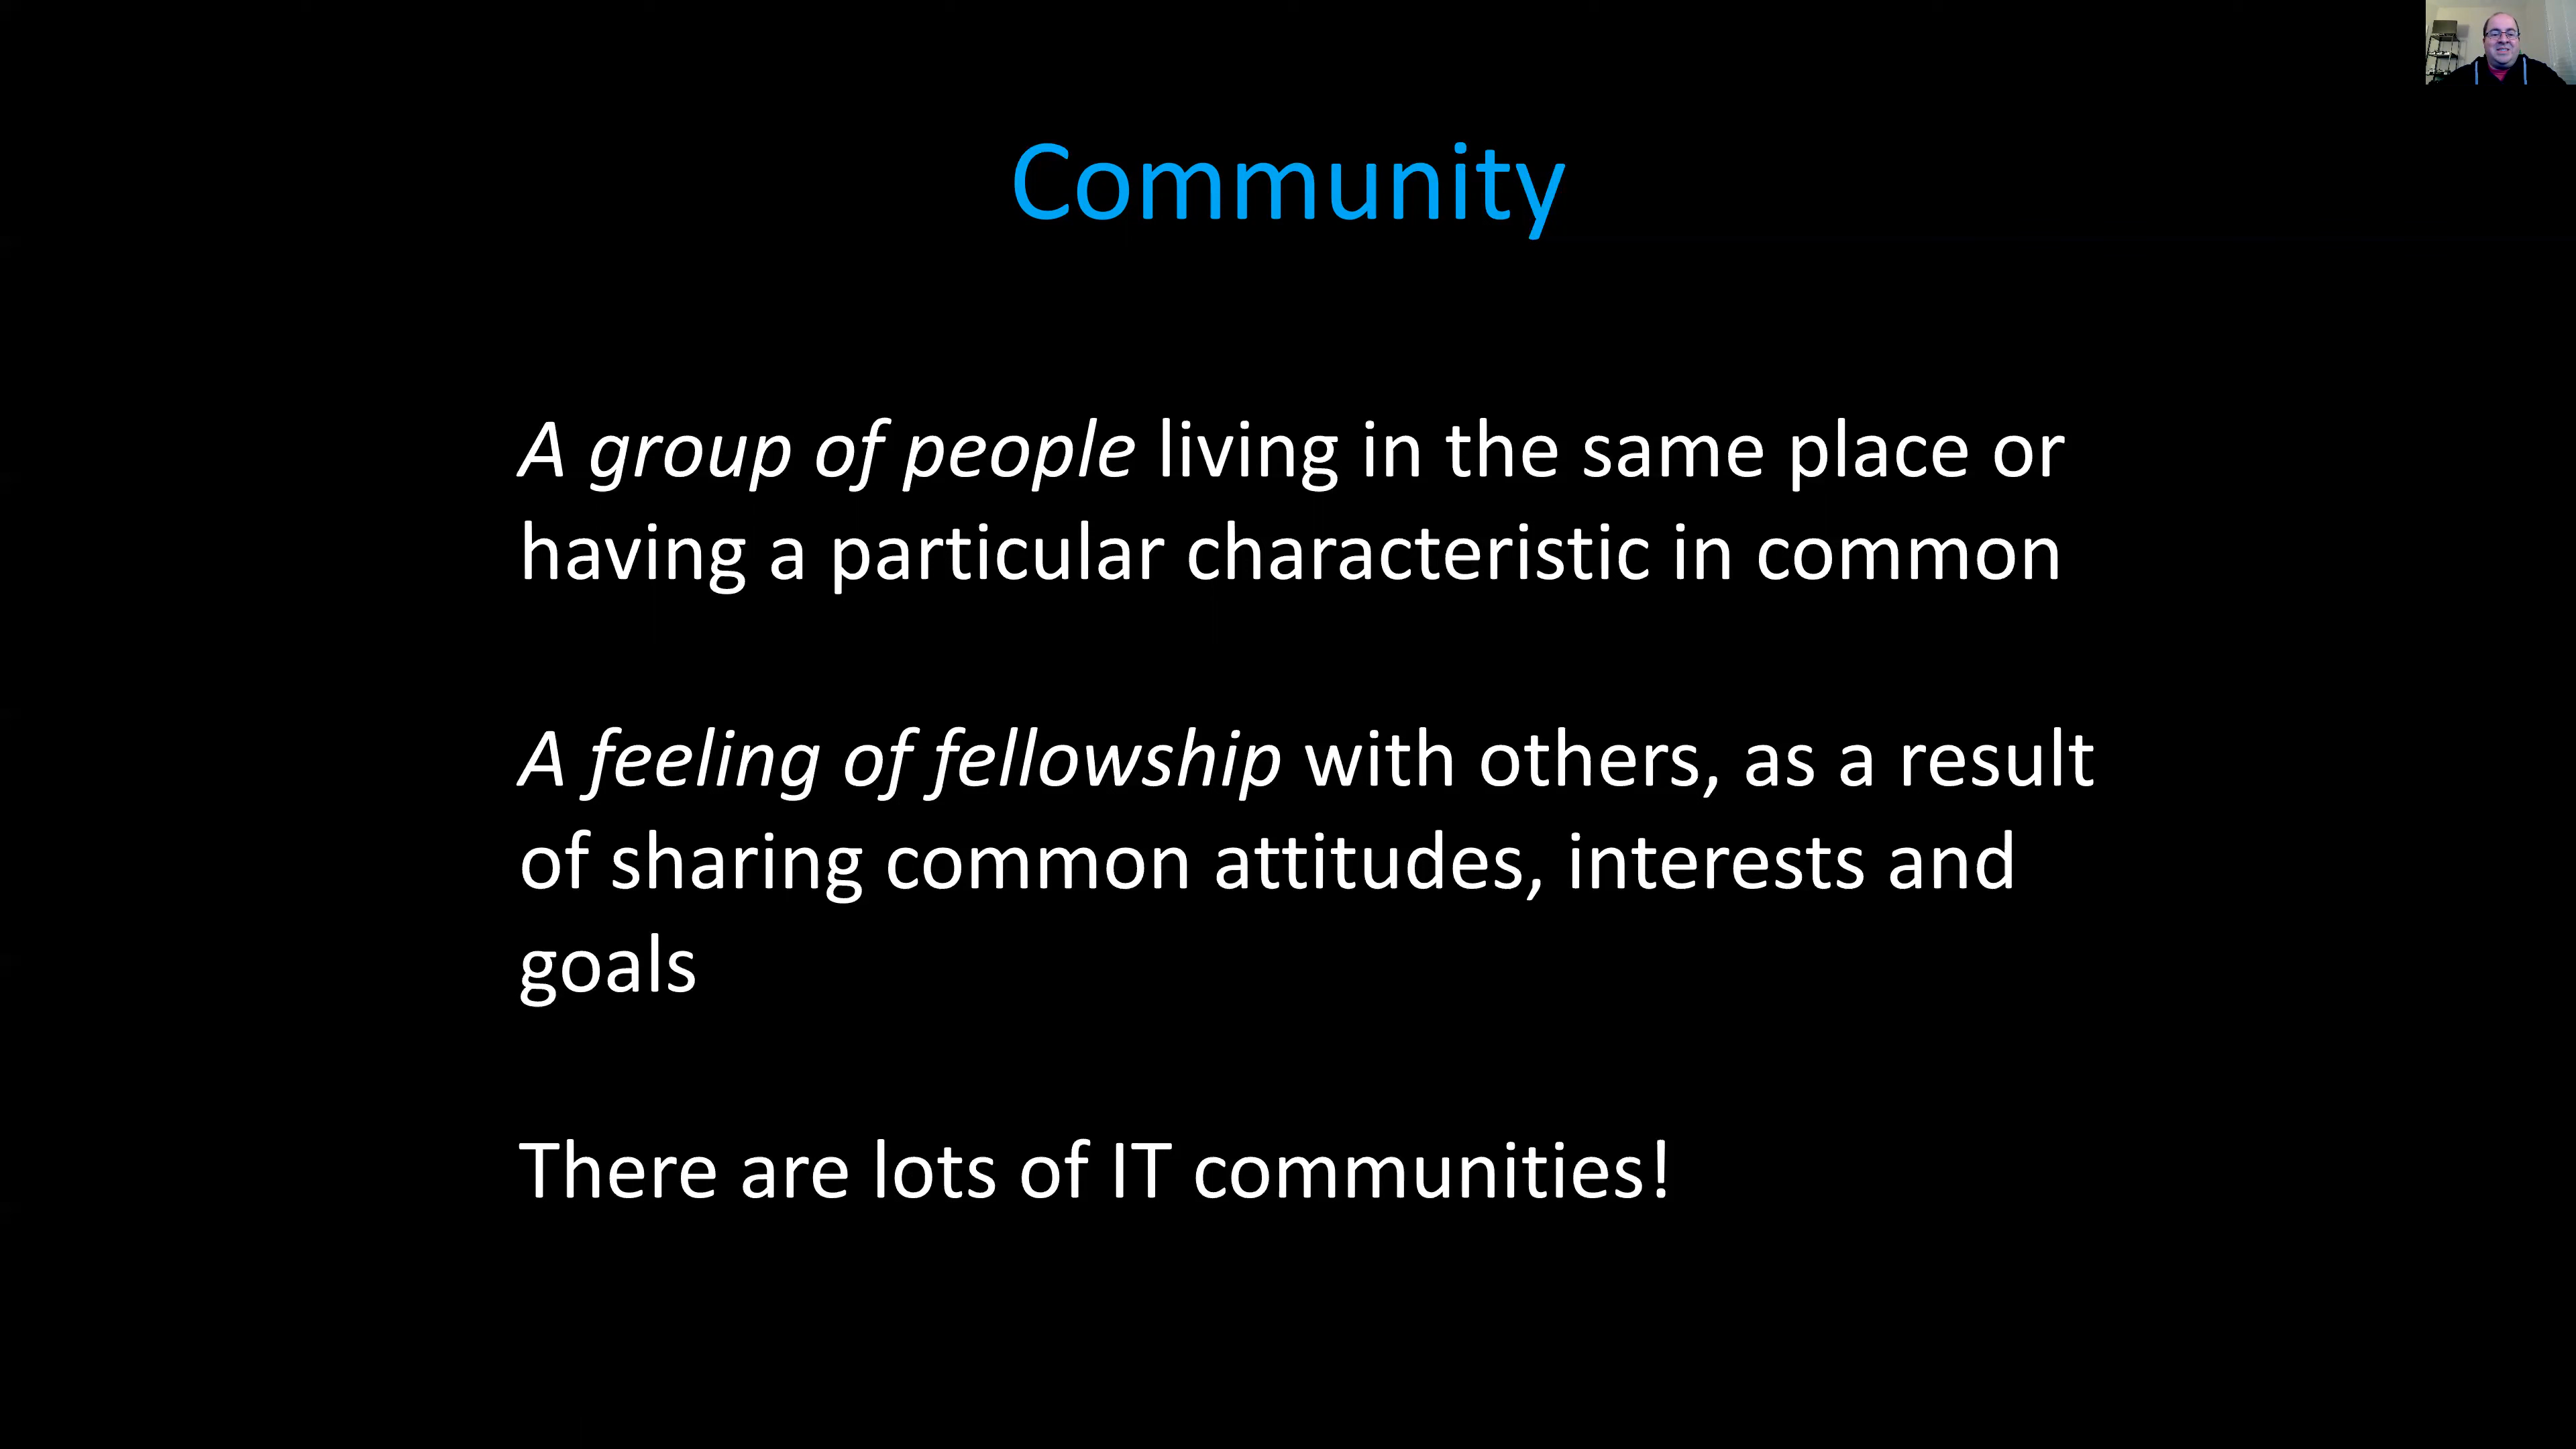 Community
A group of people living in the same place or
having a particular characteristic in common
A feeling of fellowship with others, as a result
of sharing common attitudes, interests and
goals
There are lots of IT communities!